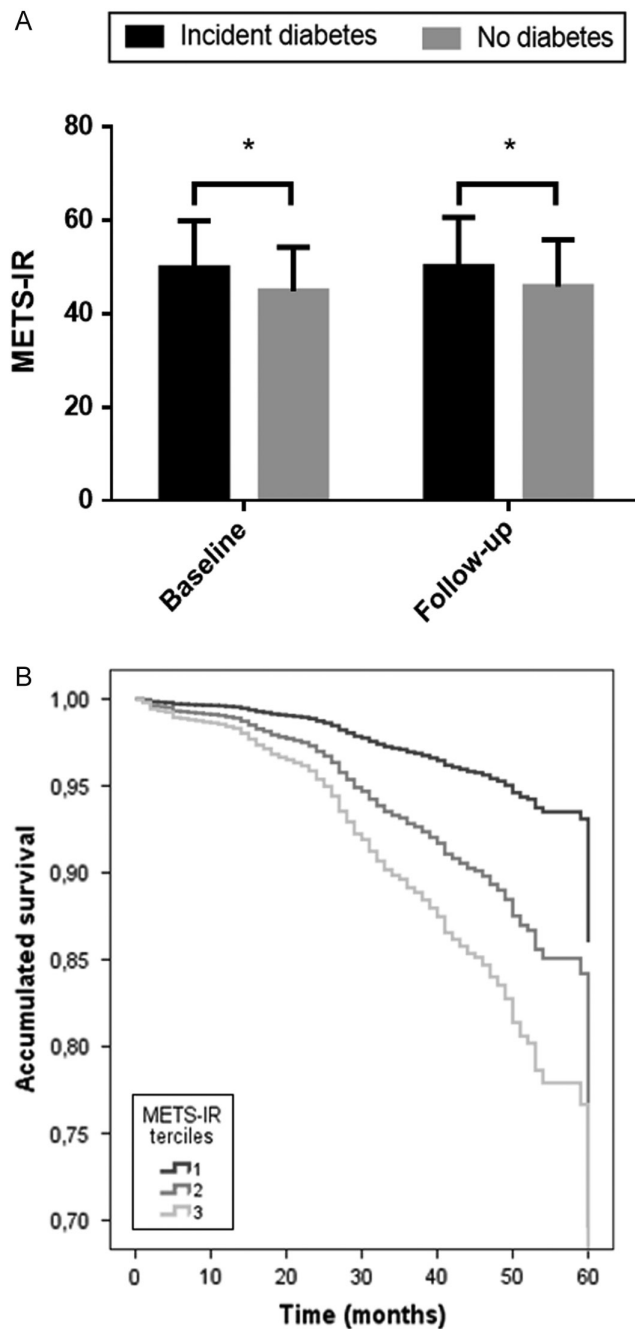 A
Incident diabetes
No diabetes
METS-IR
80
60
40
20
0
*
*
Baseline
Follow-up
B
Accumulated survival
1,00
0,95
0,90
0,85
0,80
0,75
0,70
METS-IR
terciles
1
2
3
0
10
20
30
40
50
60
Time (months)